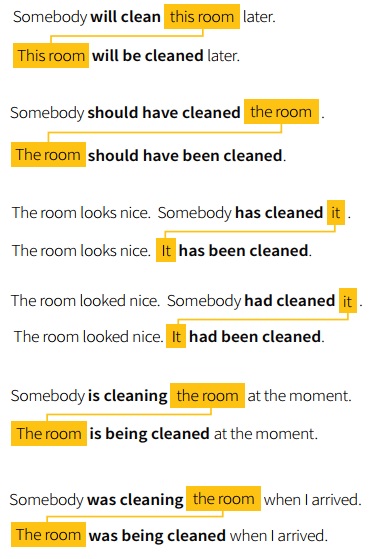 Somebody will clean this room later.
This room will be cleaned later.
Somebody should have cleaned the room .
The room should have been cleaned.
The room looks nice. Somebody has cleaned it .
The room looks nice. It has been cleaned.
The room looked nice. Somebody had cleaned it .
The room looked nice. It had been cleaned.
Somebody is cleaning the room at the moment.
The room is being cleaned at the moment.
Somebody was cleaning the room when I arrived.
The room was being cleaned when I arrived.